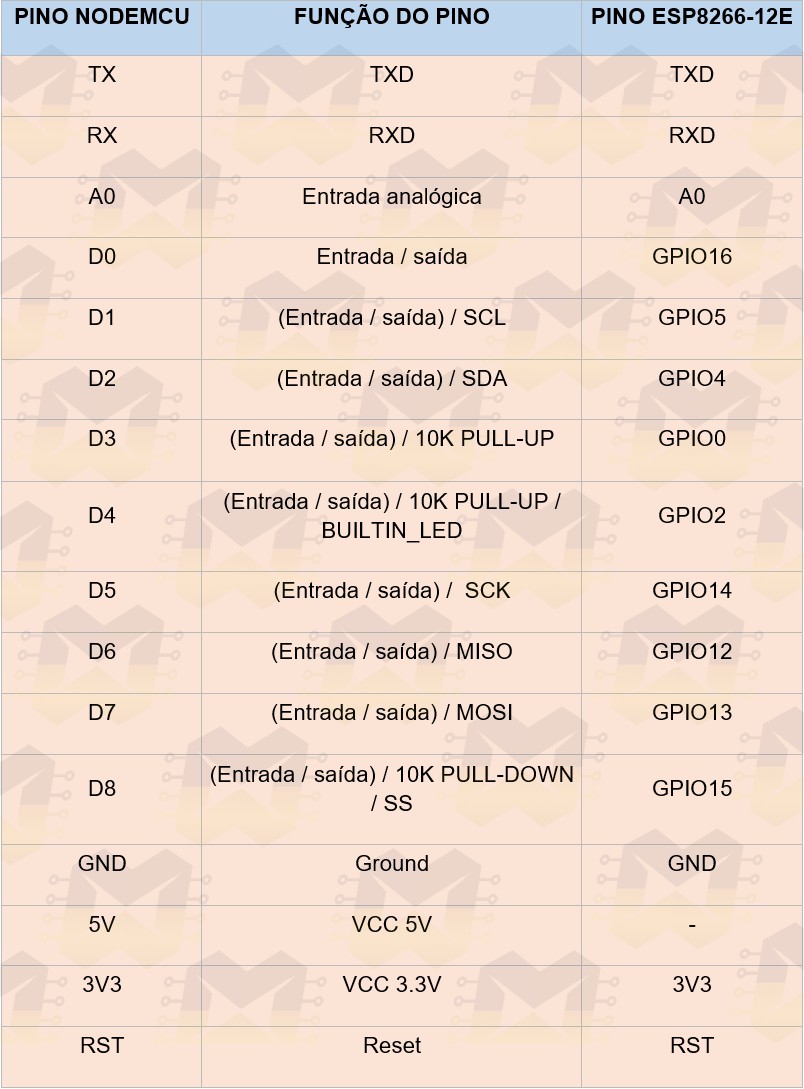 PINO NODEMCU FUNÇÃO DO PINO PINO ESP8266-12E
TX TXD TXD
RX RXD RXD
A0 Entrada analógica A0
D0 Entrada / saída GPIO16
D1 (Entrada / saída) / SCL GPIO5
D2 (Entrada / saída) / SDA GPIO4
D3 (Entrada / saída) / 10K PULL-UP GPIO0
D4 (Entrada / saída) / 10K PULL-UP / GPIO2
BUILTIN_LED
D5 (Entrada / saída) / SCK GPIO14
D6 (Entrada / saída) / MISO GPIO12
D7 (Entrada / saída) / MOSI GPIO13
D8 (Entrada / saída) / 10K PULL-DOWN GPIO15
/ SS
GND Ground GND
5V VCC 5V -
3V3 VCC 3.3V 3V3
RST Reset RST